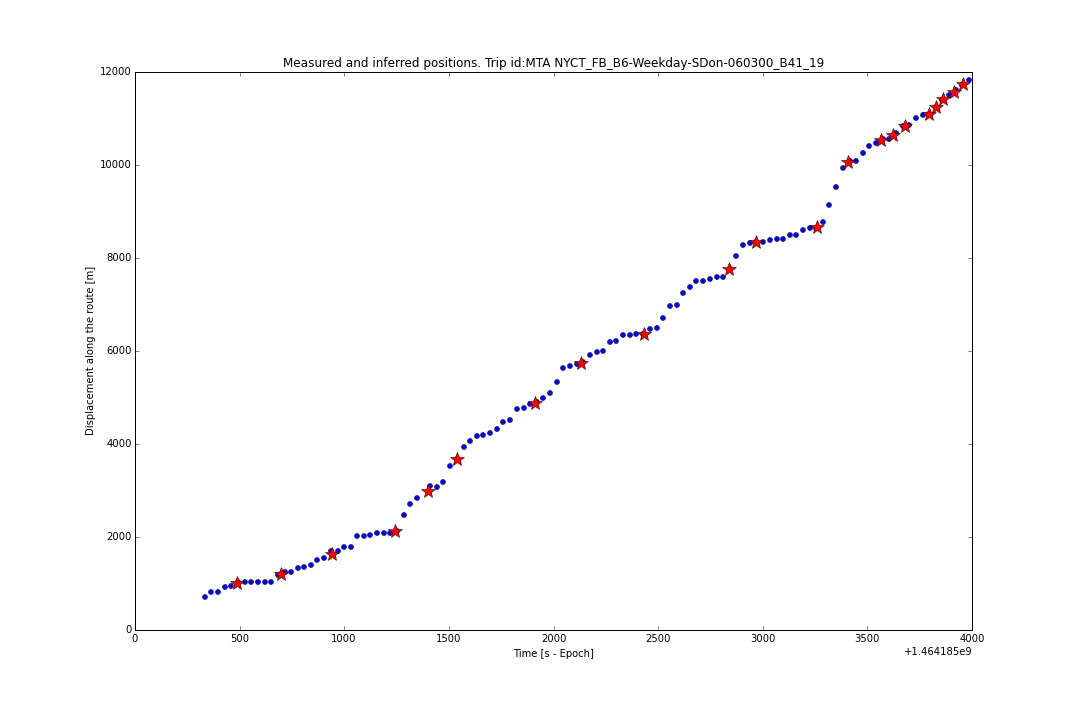 Measured and inferred positions. Trip id:MTA NYCT_FB_B6-Weekday-SDon-060300_B41_19
12000
10000
8000
6000
4000
2000
0
Displacement along the route [m]
0 500 1000 1500 2000 2500 3000 3500 4000
Time [s - Epoch]
+1.464185e9